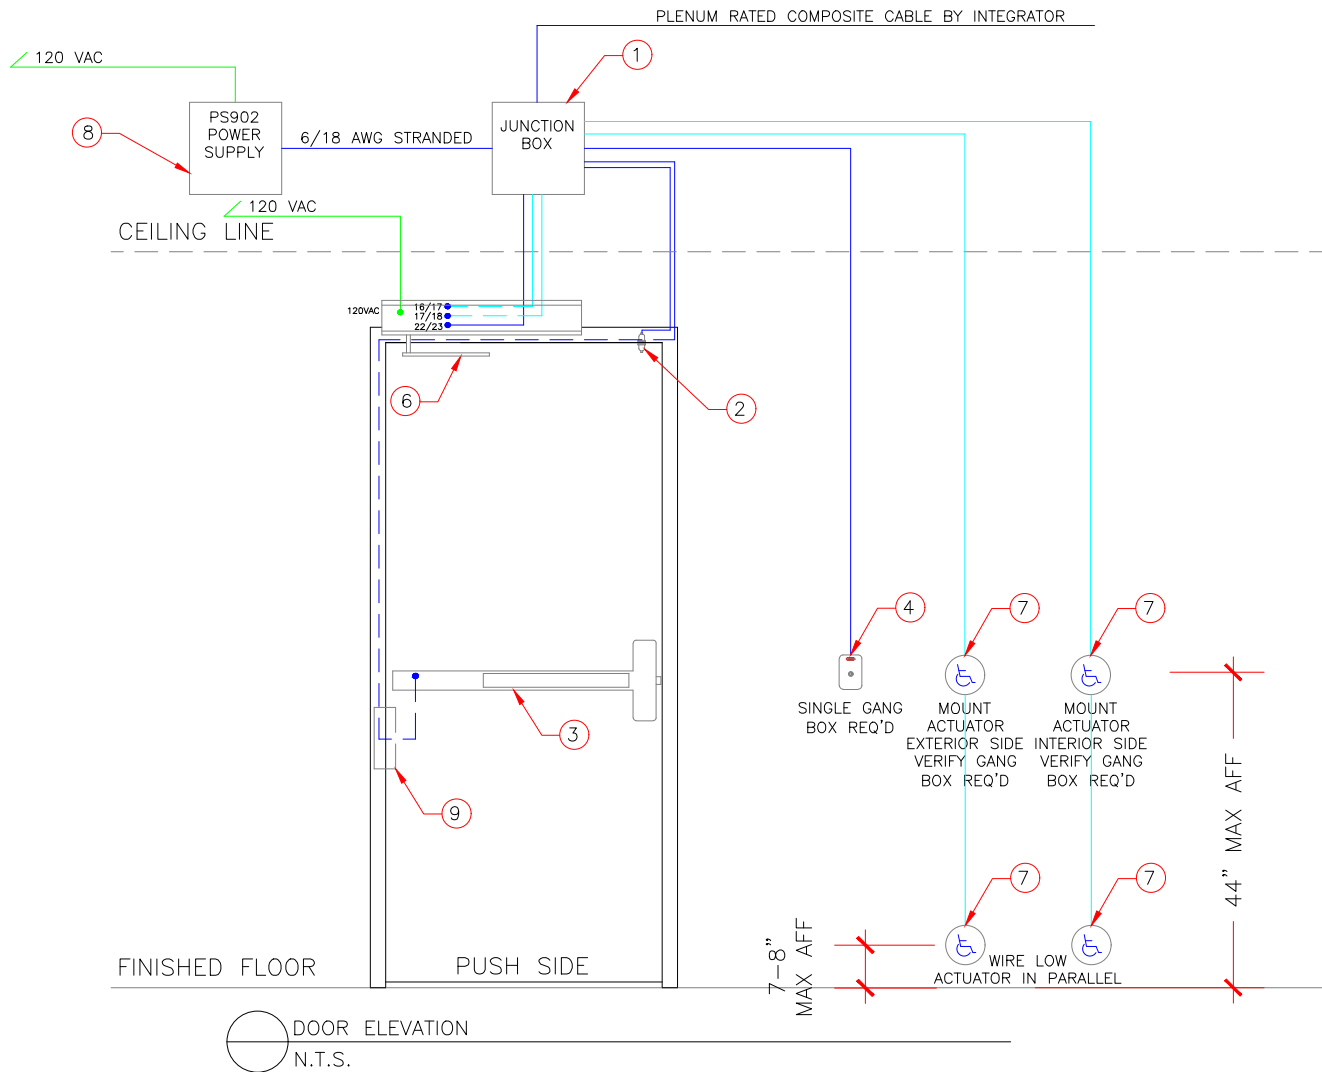 PLENUM RATED COMPOSITE CABLE BY INTEGRATOR
120 VAC
1
PS902
POWER
SUPPLY
8
6/18 AWG STRANDED
JUNCTION
BOX
120 VAC
CEILING LINE
120VAC
16/17
17/18
22/23
6
2
4
7
7
SINGLE GANG
BOX REQ'D
MOUNT
ACTUATOR
EXTERIOR SIDE
VERIFY GANG
BOX REQ'D
MOUNT
ACTUATOR
INTERIOR SIDE
VERIFY GANG
BOX REQ'D
3
9
44" MAX AFF
7
7
7-8"
MAX AFF
WIRE LOW
ACTUATOR IN PARALLEL
FINISHED FLOOR
PUSH SIDE
DOOR ELEVATION
N.T.S.